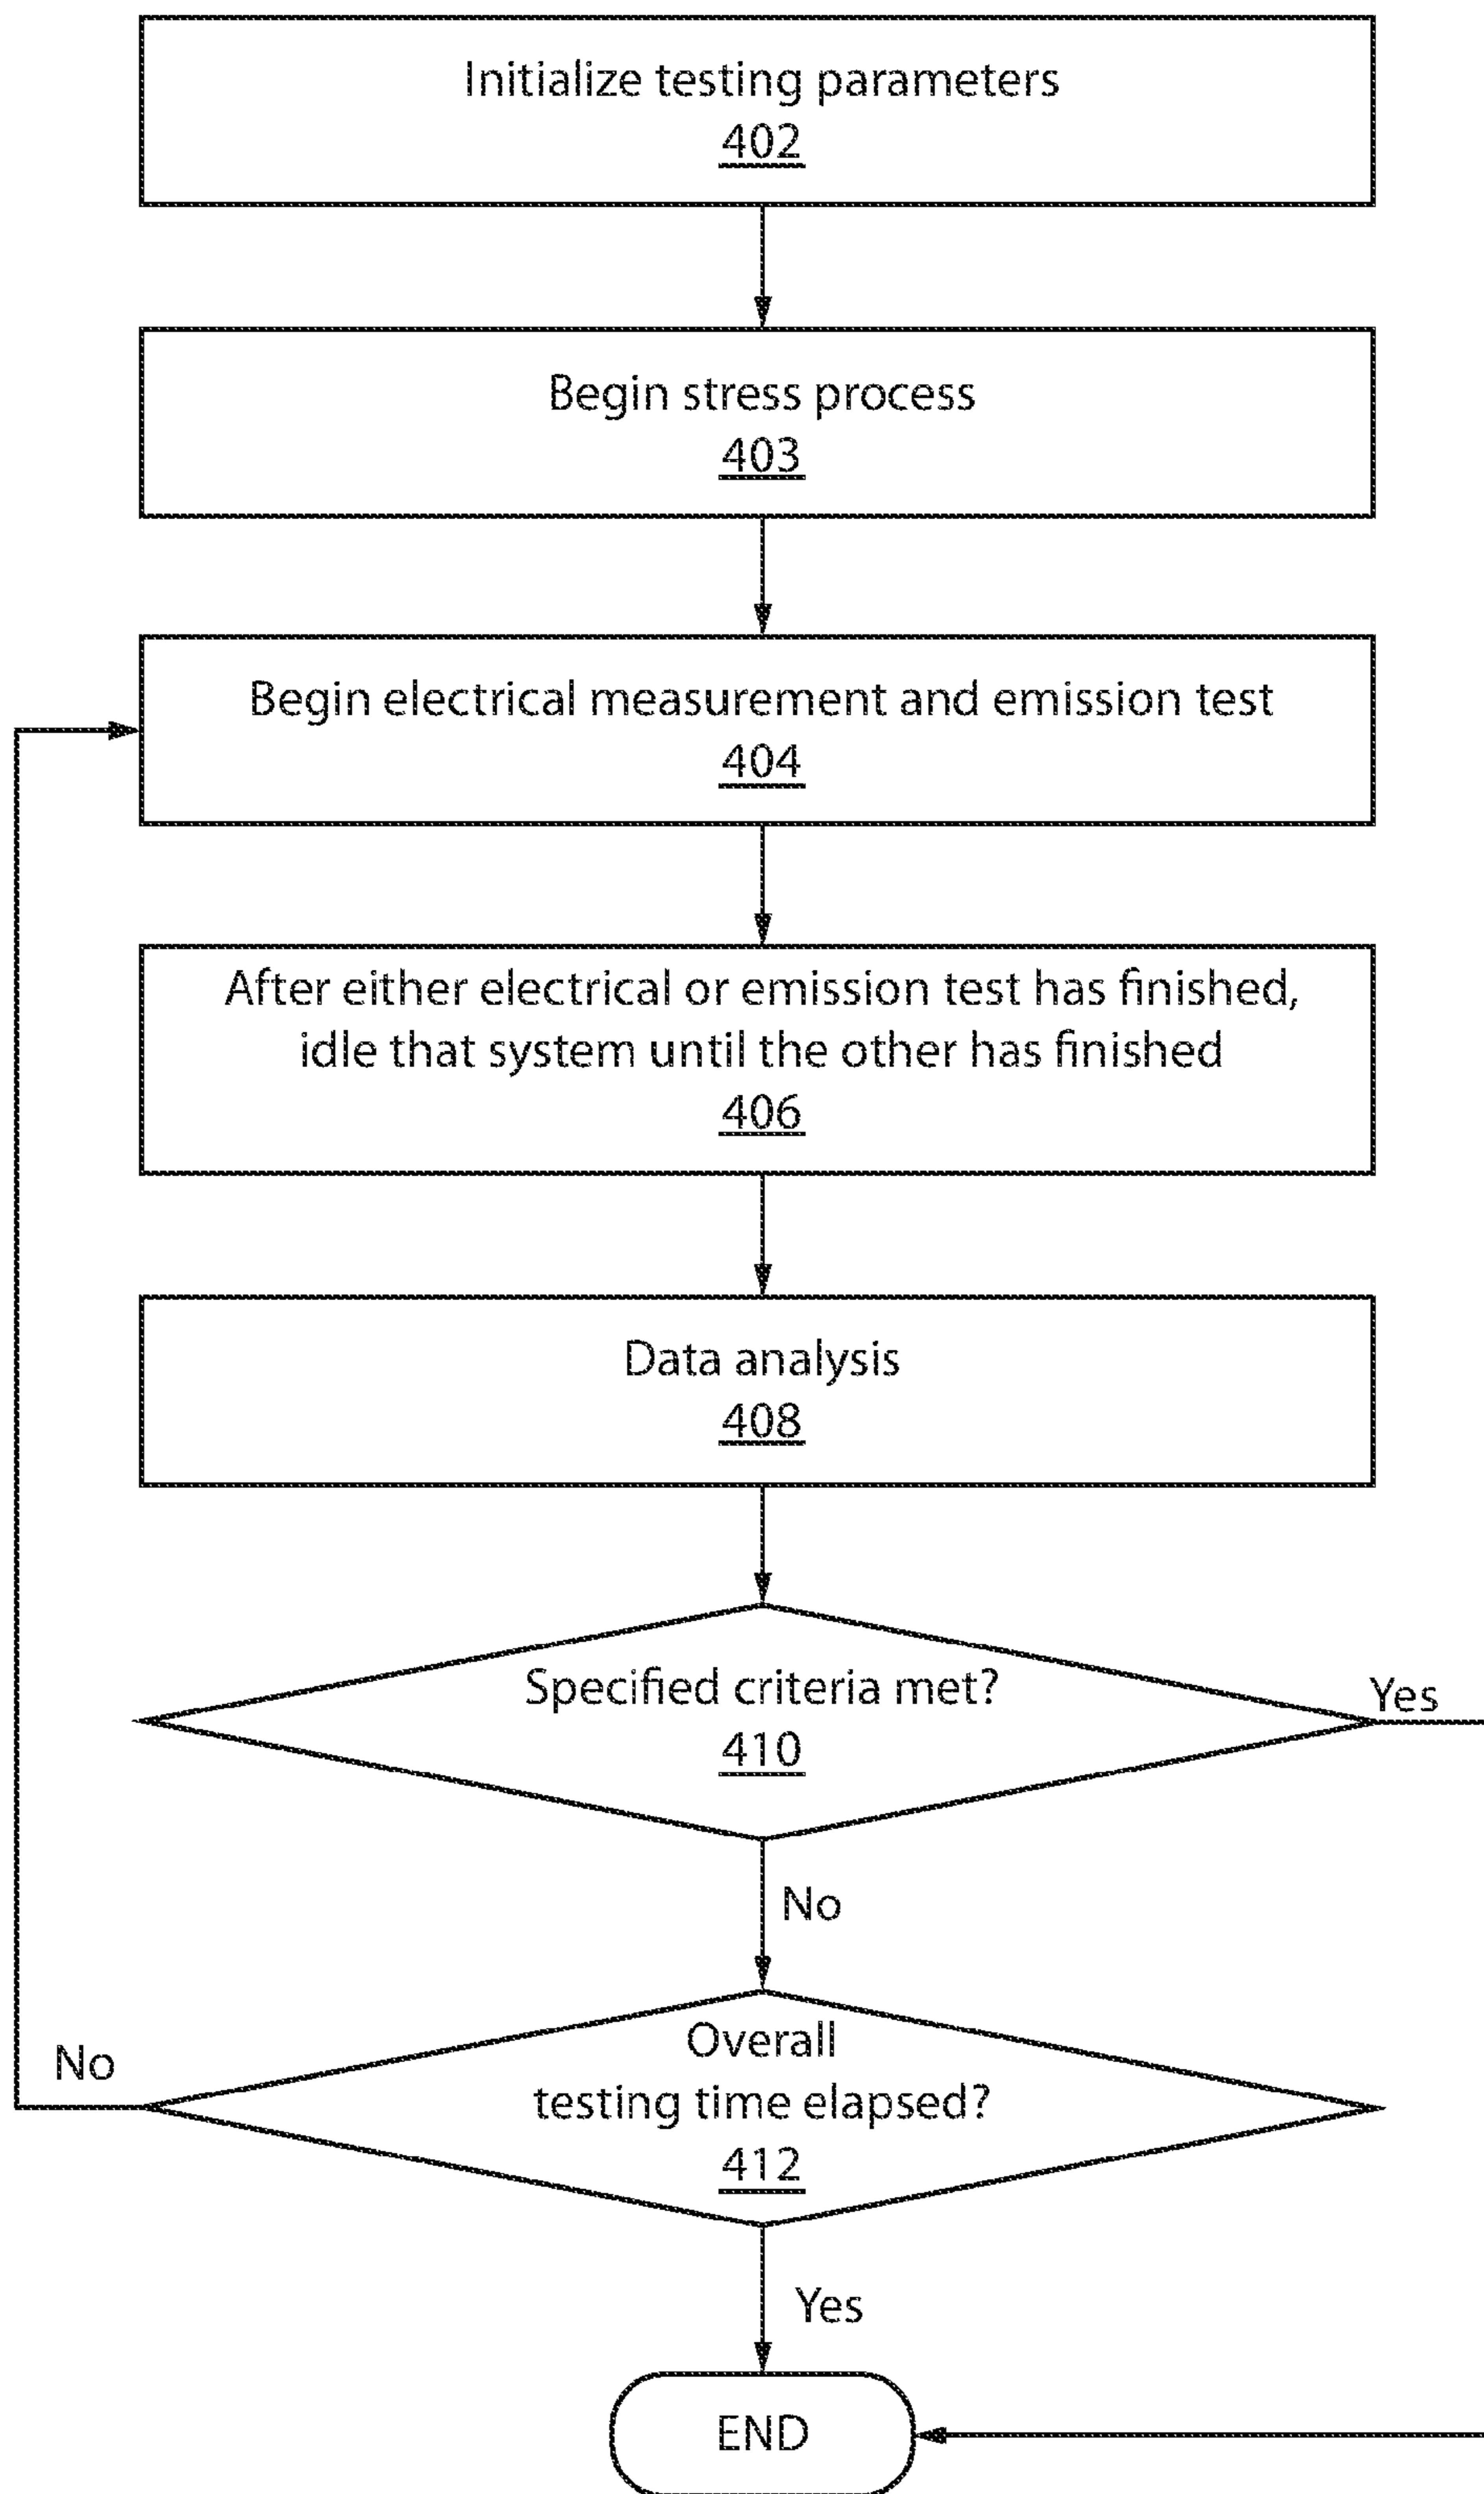 Initialize testing parameters
402
Begin stress process
403
Begin electrical measurement and emission test
404
After either electrical or emission test has finished,
idle that system until the other has finished
406
Data analysis
408
Specified criteria met?
410
Yes
No
Overall
testing time elapsed?
412
No
Yes
END